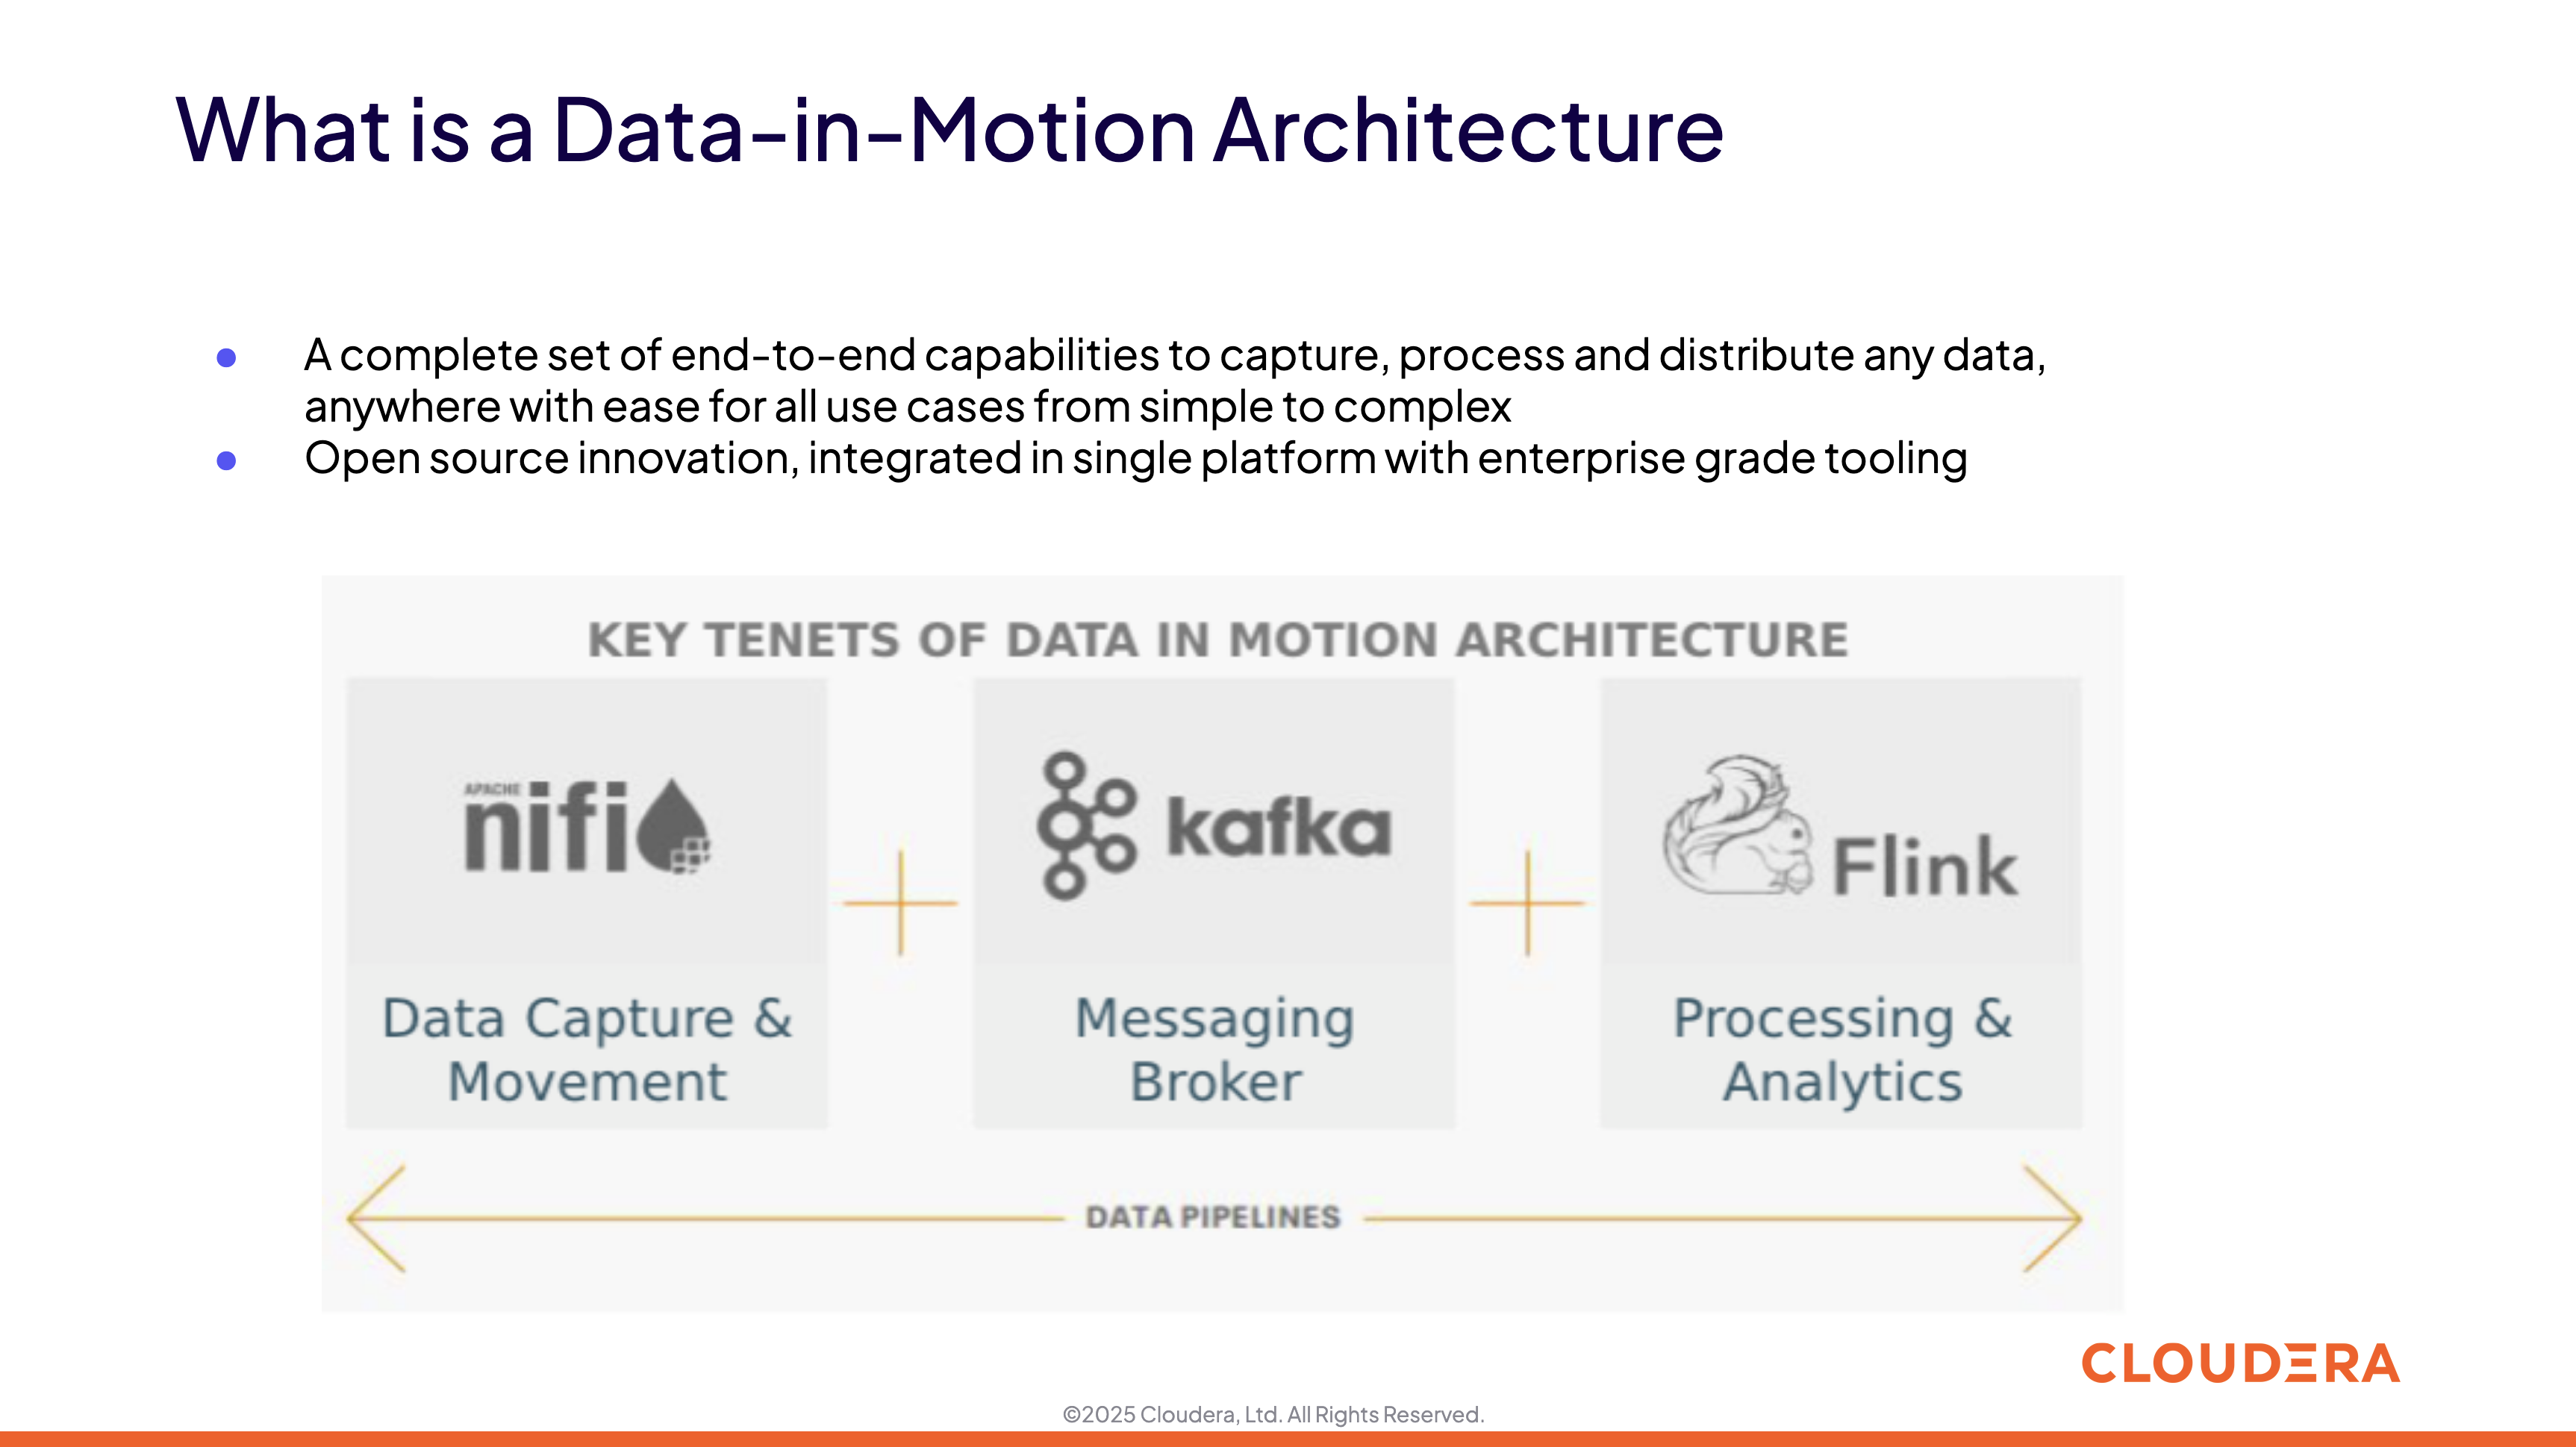 What is a Data-in-Motion Architecture
A complete set of end-to-end capabilities to capture, process and distribute any data,
anywhere with ease for all use cases from simple to complex
Open source innovation, integrated in single platform with enterprise grade tooling
KEY TENETS OF DATA IN MOTION ARCHITECTURE
APACHE
nifi
kafka
Flink
Data Capture &
Movement
Messaging
Broker
Processing &
Analytics
DATA PIPELINES
CLOUDERA
©2025 Cloudera, Ltd. All Rights Reserved.